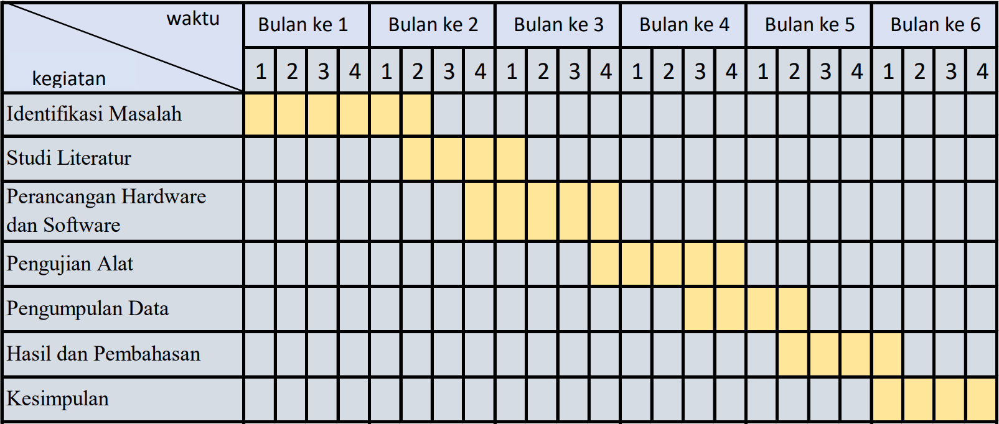 waktu
kegiatan
Bulan ke 1 Bulan ke 2 Bulan ke 3 Bulan ke 4 Bulan ke 5 Bulan ke 6
1 2 3 4 1 2 3 4 1 2 3 4 1 2 3 4 1 2 3 4 1 2 3 4
Identifikasi Masalah
Studi Literatur
Perancangan Hardware
dan Software
Pengujian Alat
Pengumpulan Data
Hasil dan Pembahasan
Kesimpulan